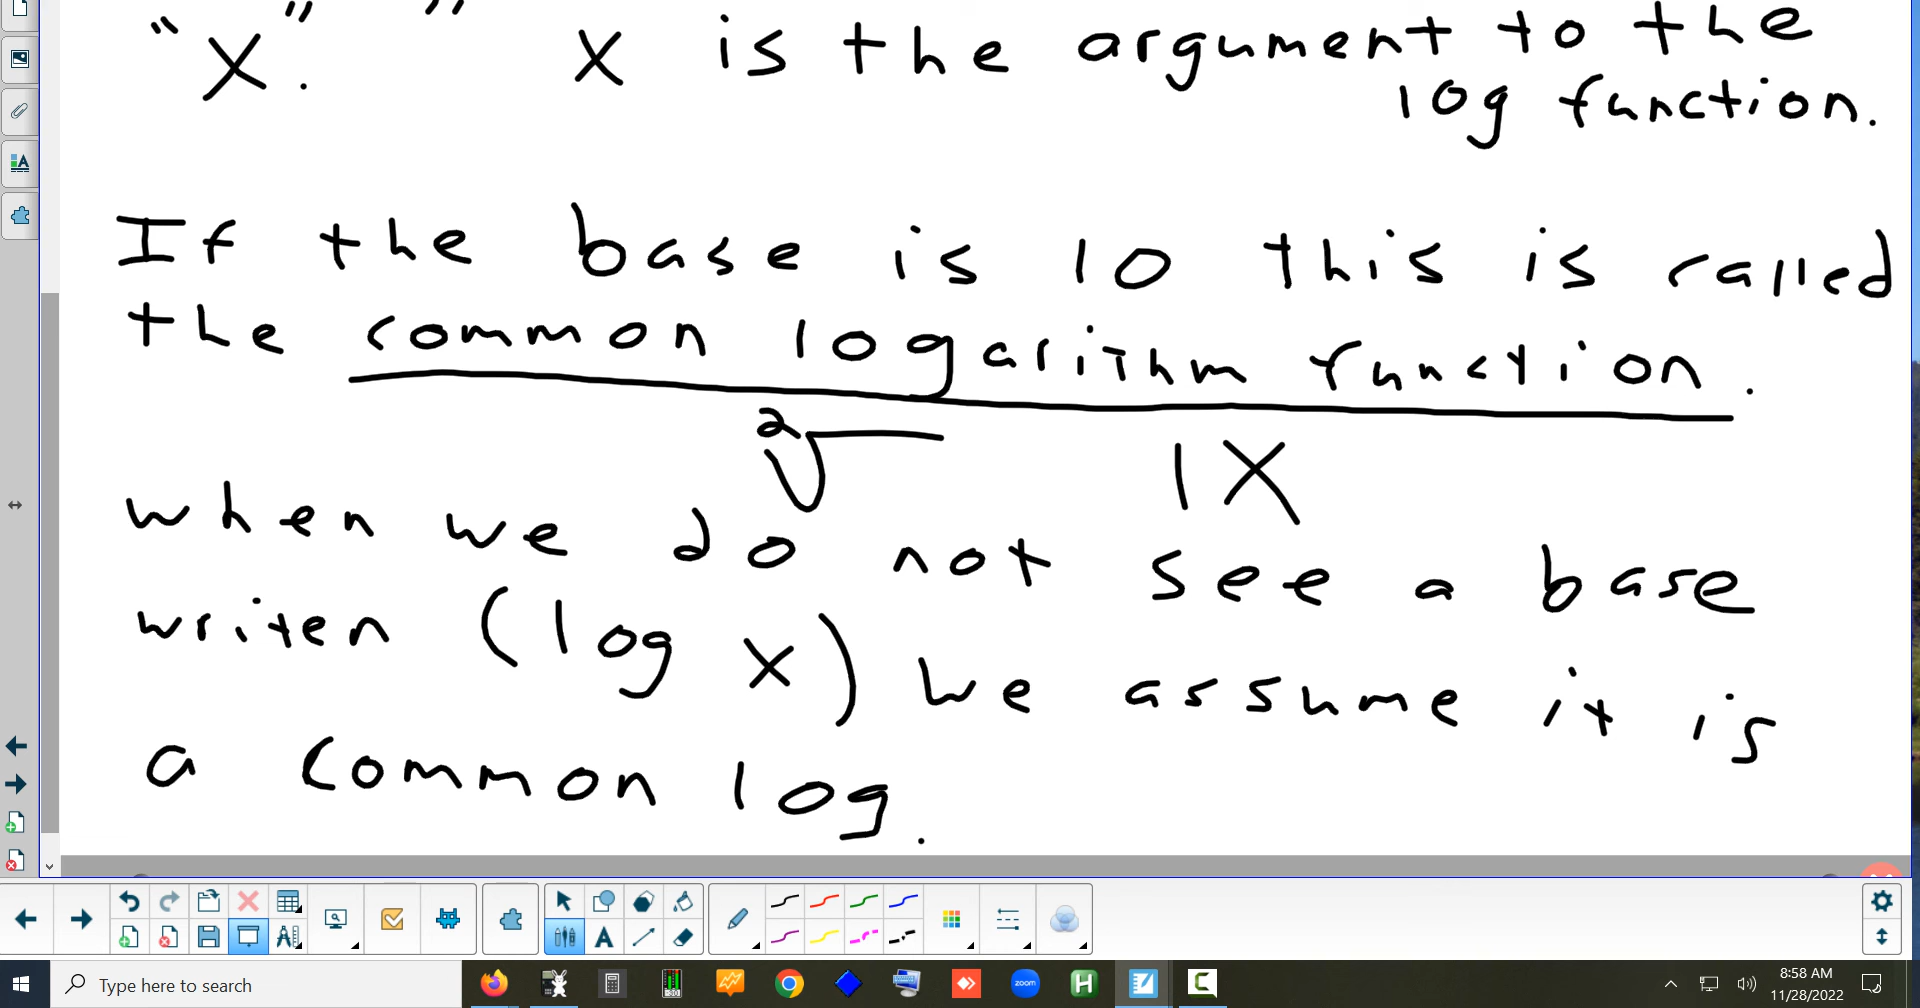 “X.” ” X is the argument to the
log function.
If the base is 10 this is called
the common logarithm function.
2√ 1X
when we do not see a base
writen (log x) we assume it is
a common log.
A
A
A
Type here to search
30
zoom
H
C
8:58 AM
11/28/2022